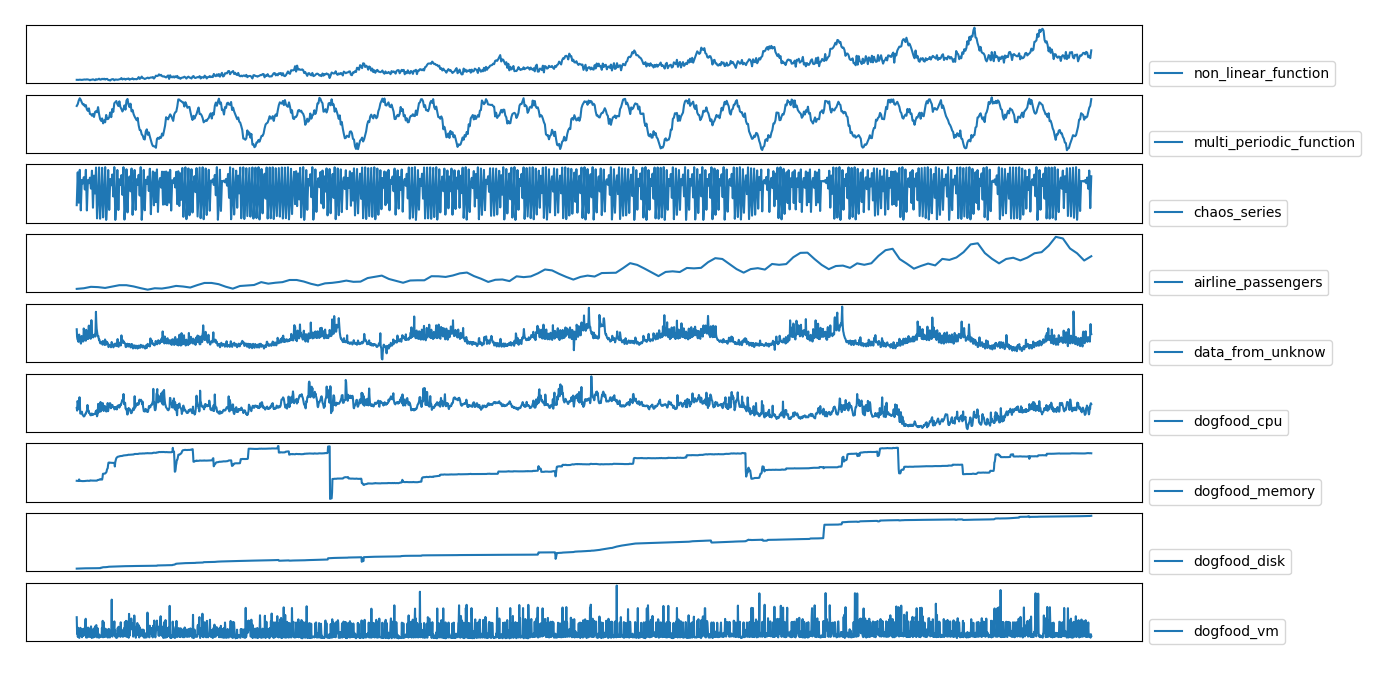 non_linear_function
multi_periodic_function
chaos_series
airline_passengers
data_from_unknow
dogfood_cpu
dogfood_memory
dogfood_disk
dogfood_vm